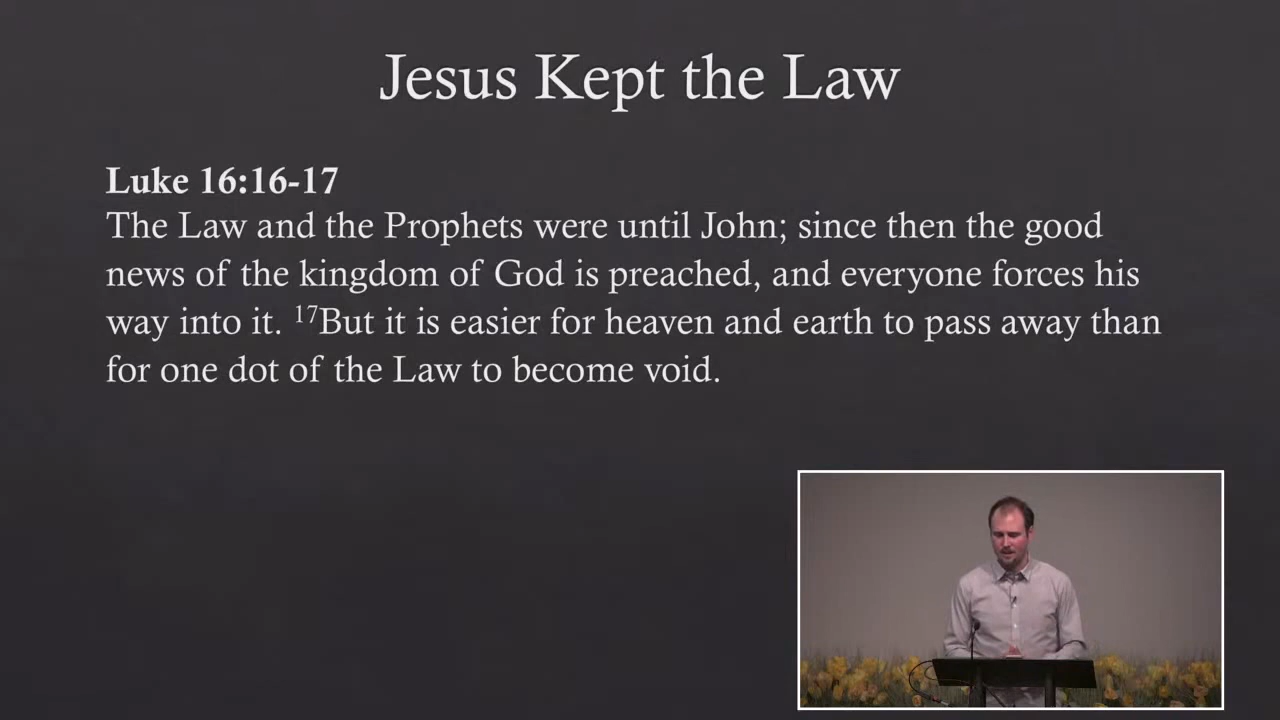 Jesus Kept the Law
Luke 16:16-17
The Law and the Prophets were until John; since then the good
news of the kingdom of God is preached, and everyone forces his
way into it. ¹⁷But it is easier for heaven and earth to pass away than
for one dot of the Law to become void.